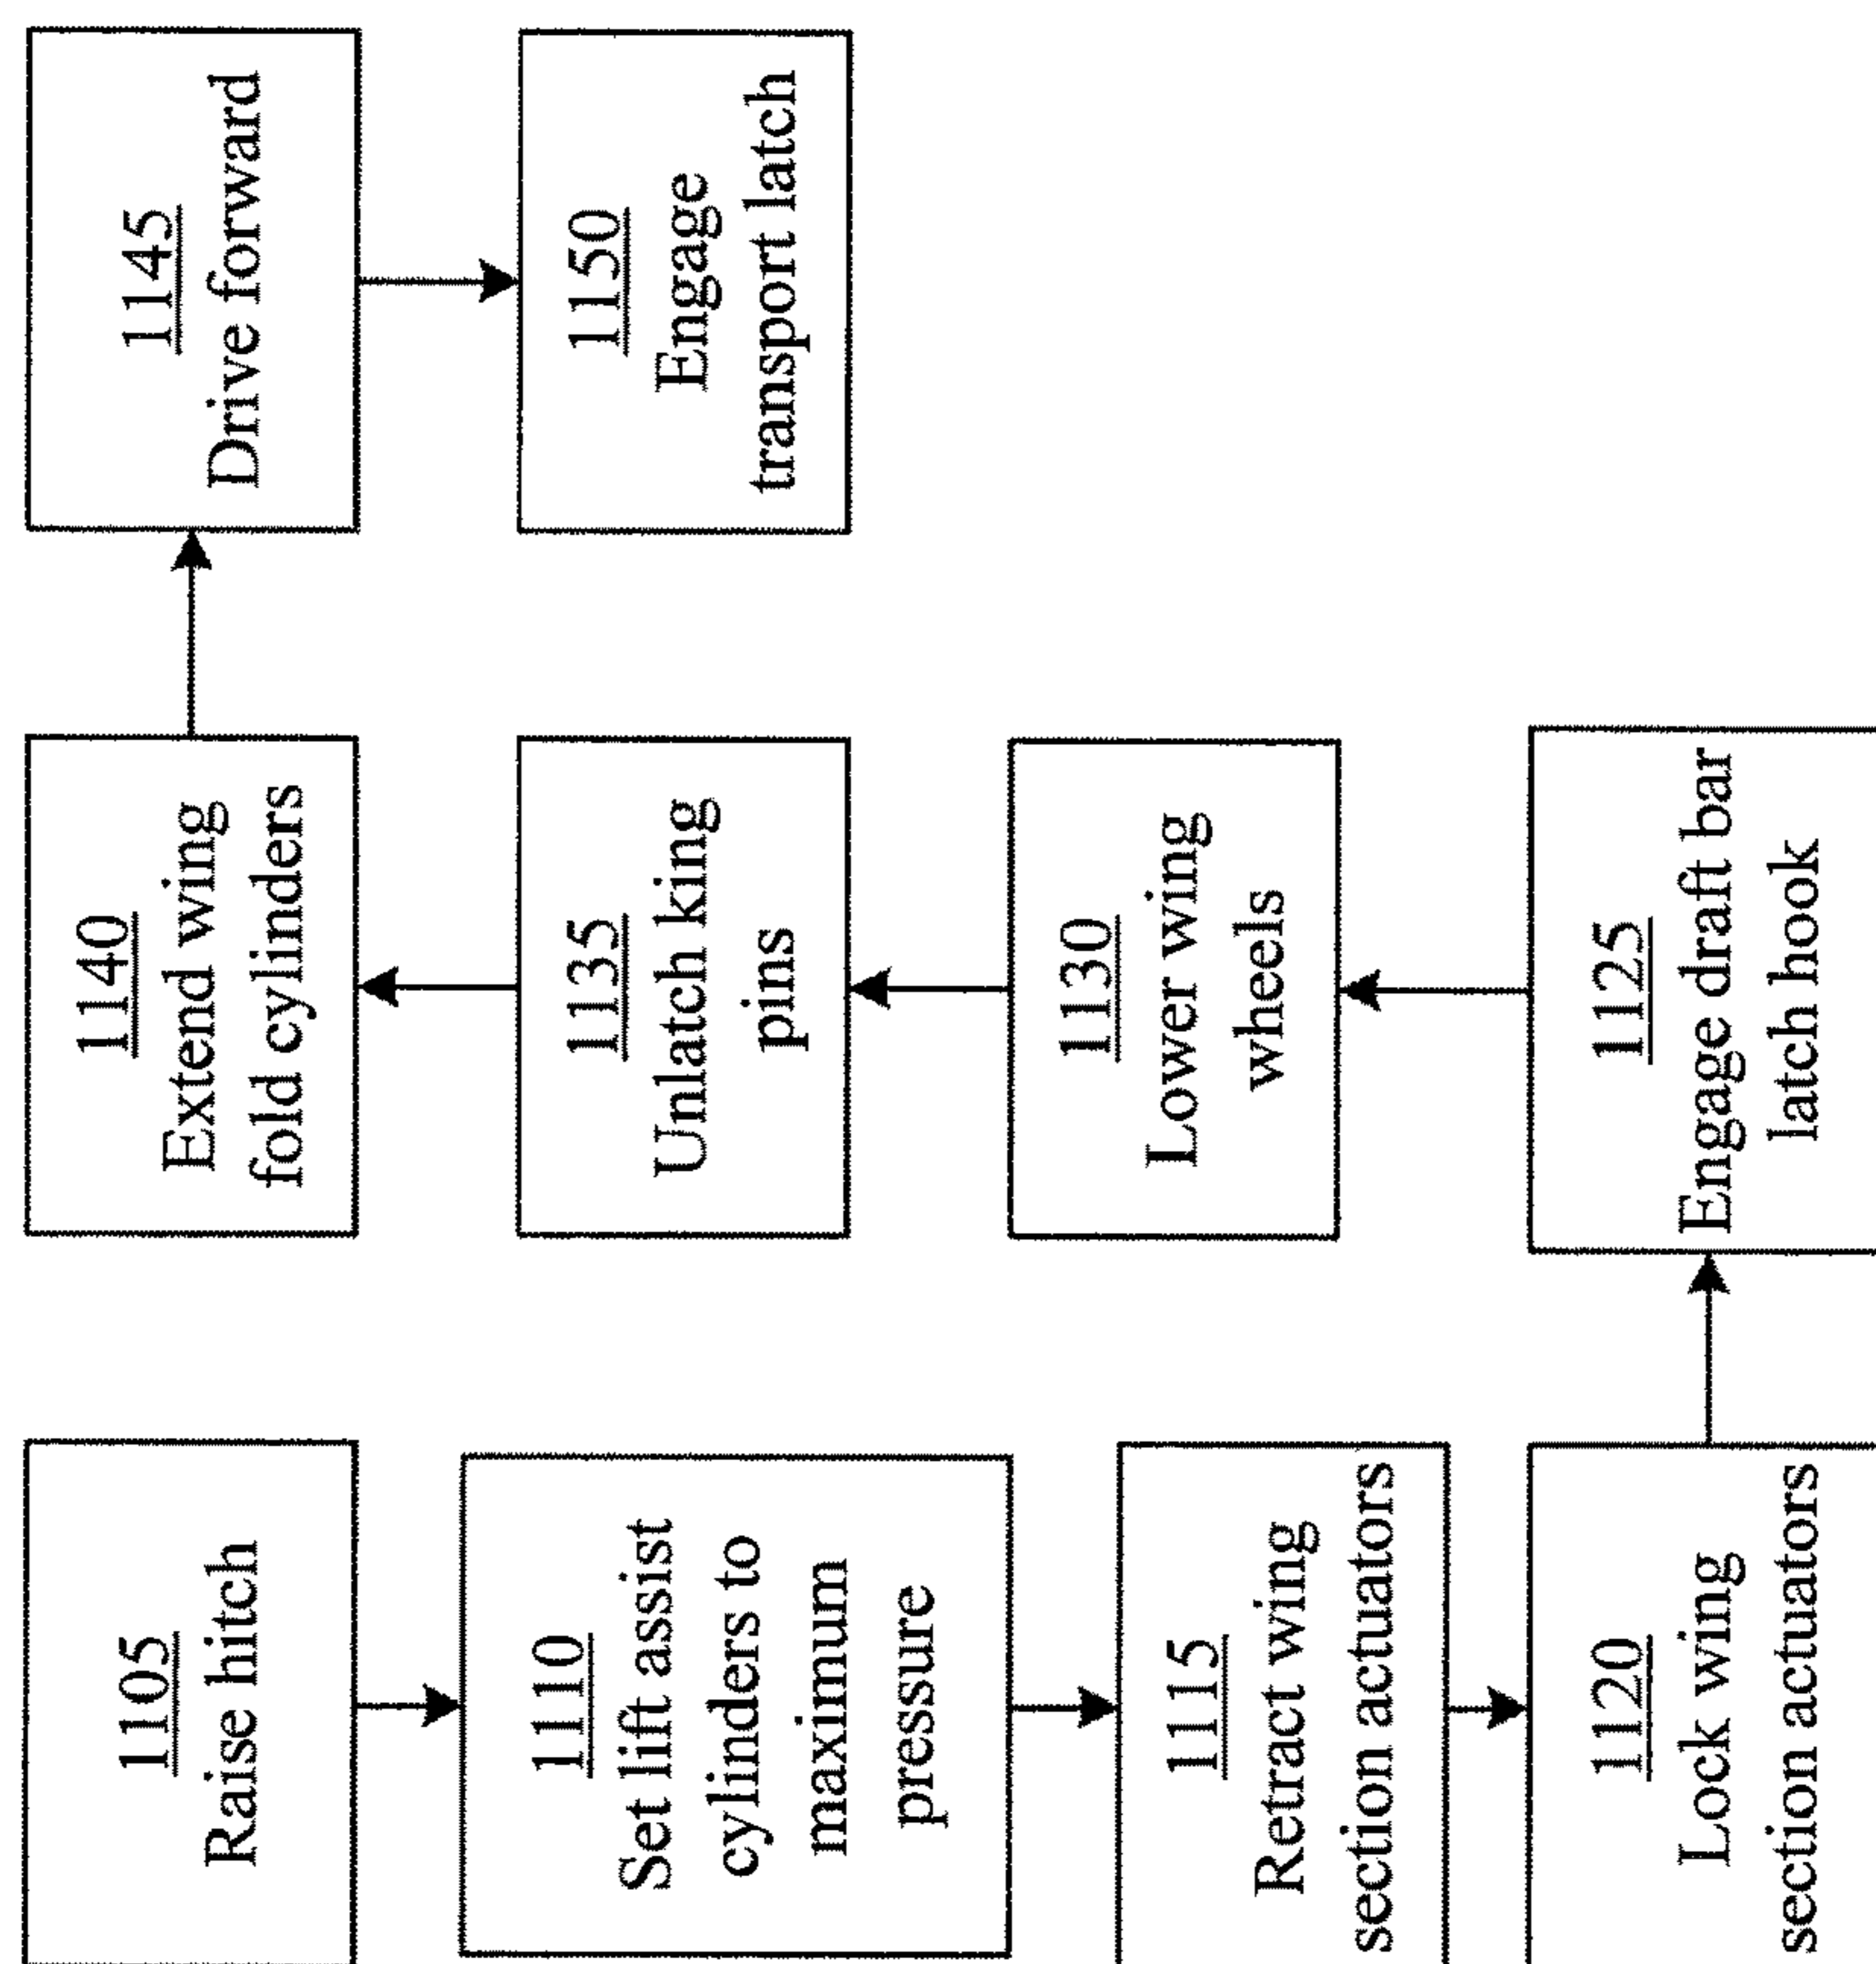 1105
Raise hitch
1110
Set lift assist
cylinders to
maximum
pressure
1115
Retract wing
section actuators
1120
Lock wing
section actuators
1125
Engage draft bar
latch hook
1130
Lower wing
wheels
1135
Unlatch king
pins
1140
Extend wing
fold cylinders
1145
Drive forward
1150
Engage
transport latch